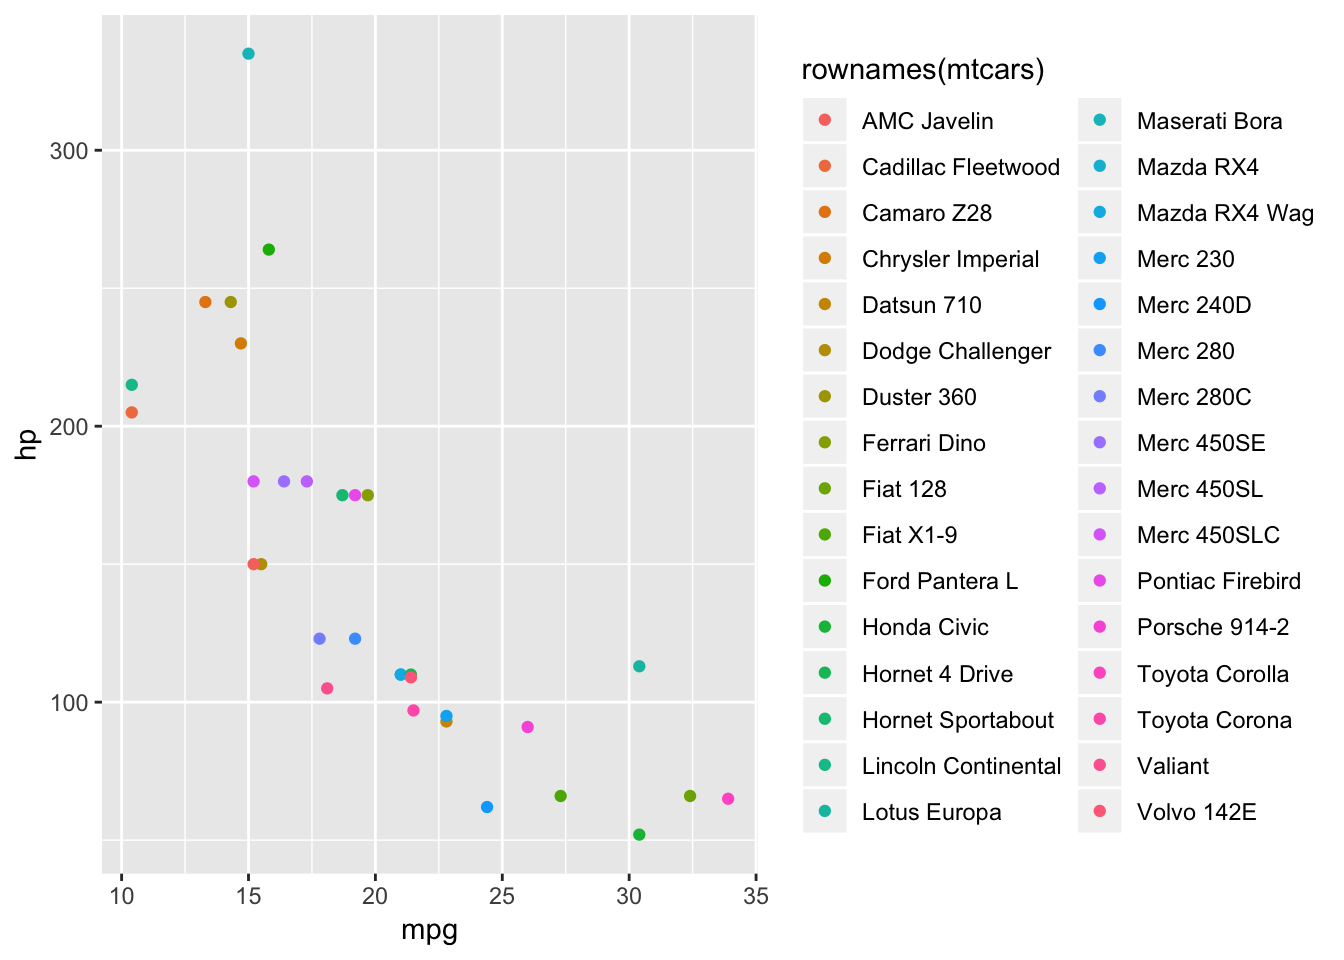 rownames(mtcars)
AMC Javelin
Cadillac Fleetwood
Camaro Z28
Chrysler Imperial
Datsun 710
Dodge Challenger
Duster 360
Ferrari Dino
Fiat 128
Fiat X1-9
Ford Pantera L
Honda Civic
Hornet 4 Drive
Hornet Sportabout
Lincoln Continental
Lotus Europa
Maserati Bora
Mazda RX4
Mazda RX4 Wag
Merc 230
Merc 240D
Merc 280
Merc 280C
Merc 450SE
Merc 450SL
Merc 450SLC
Pontiac Firebird
Porsche 914-2
Toyota Corolla
Toyota Corona
Valiant
Volvo 142E
300
200
100
hp
10 15 20 25 30 35
mpg